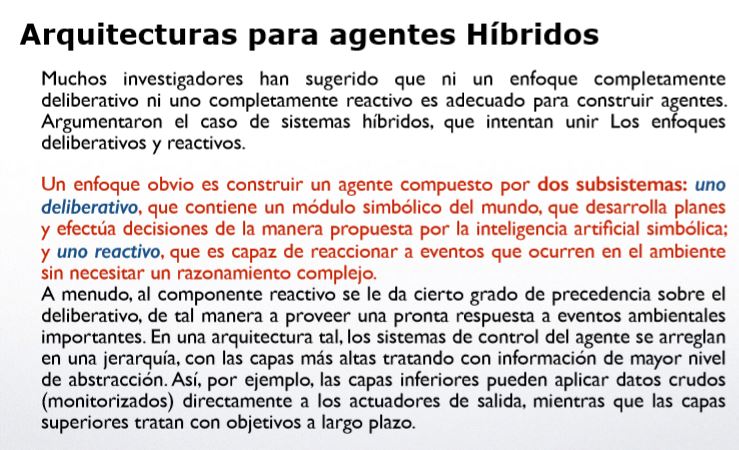 Arquitecturas para agentes Híbridos
Muchos investigadores han sugerido que ni un enfoque completamente
deliberativo ni uno completamente reactivo es adecuado para construir agentes.
Argumentaron el caso de sistemas híbridos, que intentan unir Los enfoques
deliberativos y reactivos.
Un enfoque obvio es construir un agente compuesto por dos subsistemas: uno
deliberativo, que contiene un módulo simbólico del mundo, que desarrolla planes
y efectúa decisiones de la manera propuesta por la inteligencia artificial simbólica;
y uno reactivo, que es capaz de reaccionar a eventos que ocurren en el ambiente
sin necesitar un razonamiento complejo.
A menudo, al componente reactivo se le da cierto grado de precedencia sobre el
deliberativo, de tal manera a proveer una pronta respuesta a eventos ambientales
importantes. En una arquitectura tal, los sistemas de control del agente se arreglan
en una jerarquía, con las capas más altas tratando con información de mayor nivel
de abstracción. Así, por ejemplo, las capas inferiores pueden aplicar datos crudos
(monitorizados) directamente a los actuadores de salida, mientras que las capas
superiores tratan con objetivos a largo plazo.